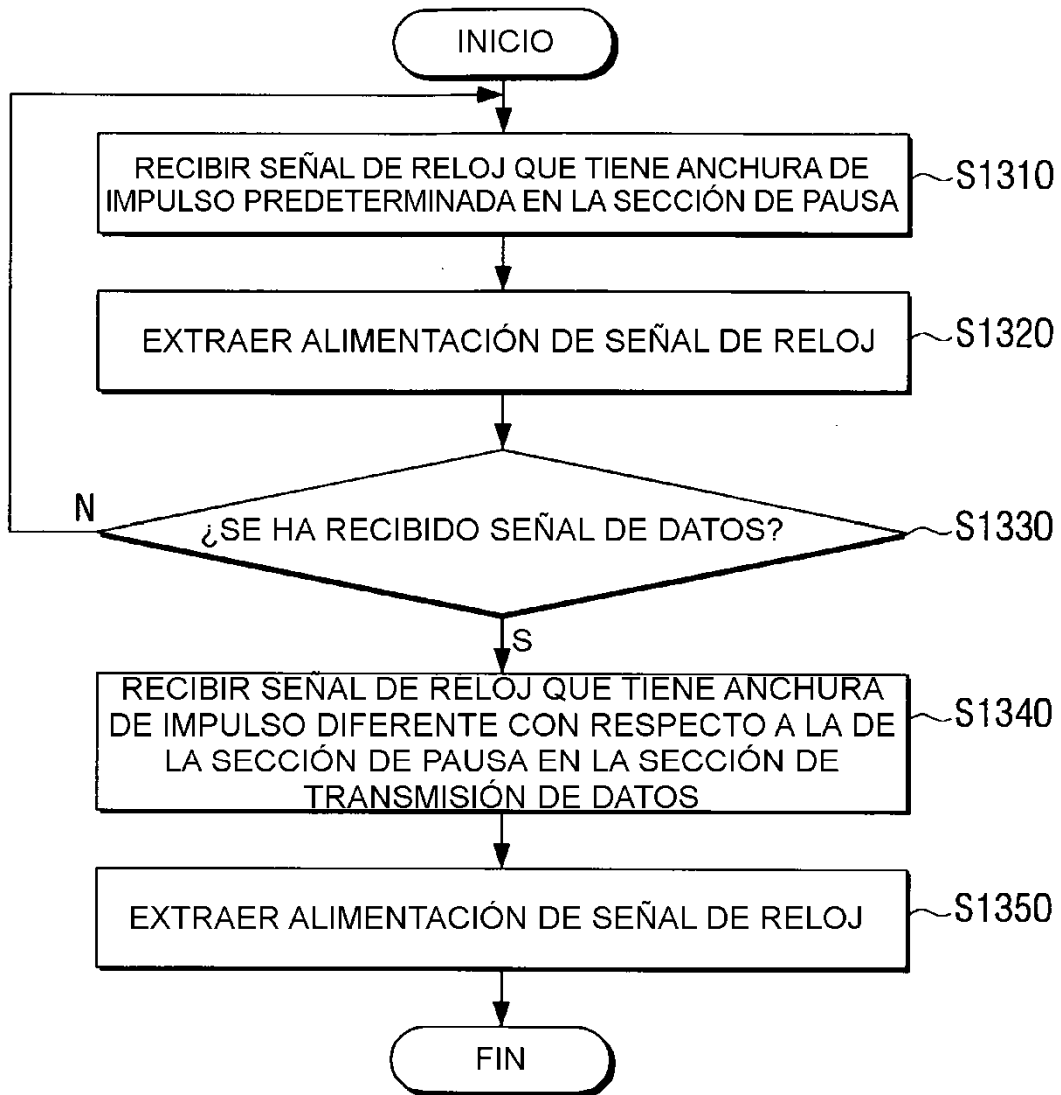 INICIO
RECIBIR SEÑAL DE RELOJ QUE TIENE ANCHURA DE
IMPULSO PREDETERMINADA EN LA SECCIÓN DE PAUSA
S1310
EXTRAER ALIMENTACIÓN DE SEÑAL DE RELOJ
S1320
N
¿SE HA RECIBIDO SEÑAL DE DATOS?
S1330
S
RECIBIR SEÑAL DE RELOJ QUE TIENE ANCHURA
DE IMPULSO DIFERENTE CON RESPECTO A LA DE
LA SECCIÓN DE PAUSA EN LA SECCIÓN DE
TRANSMISIÓN DE DATOS
S1340
EXTRAER ALIMENTACIÓN DE SEÑAL DE RELOJ
S1350
FIN